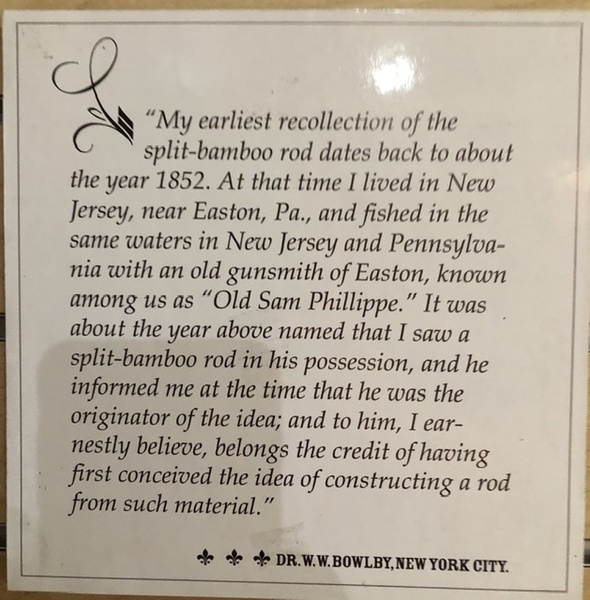 “My earliest recollection of the
split-bamboo rod dates back to about
the year 1852. At that time I lived in New
Jersey, near Easton, Pa., and fished in the
same waters in New Jersey and Pennsylva-
nia with an old gunsmith of Easton, known
among us as “Old Sam Phillippe.” It was
about the year above named that I saw a
split-bamboo rod in his possession, and he
informed me at the time that he was the
originator of the idea; and to him, I ear-
nestly believe, belongs the credit of having
first conceived the idea of constructing a rod
from such material.”
DR. W. W. BOWLBY, NEW YORK CITY.